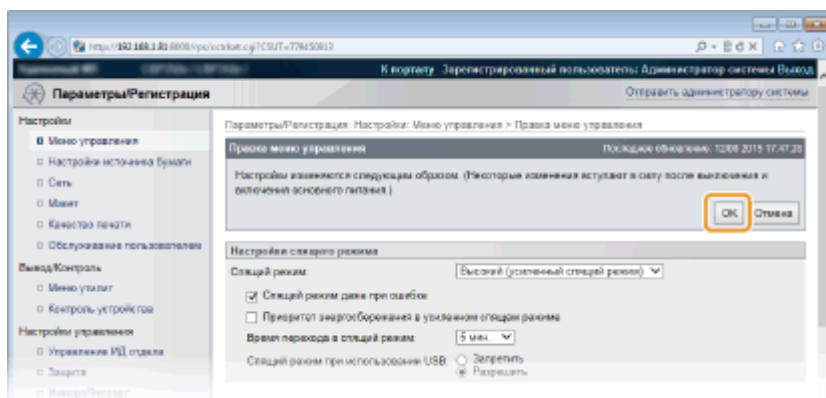 К порталу Зарегистрированный пользователь: Администратор системы Выход
Параметры/Регистрация
Отправить администратору системы
Настройки
Меню управления
Настройки источника бумаги
Сеть
Макет
Качество печати
Обслуживание пользователем
Вывод/Контроль
Меню утилит
Контроль устройства
Настройки управления
Управление ИД отдела
Защита
Импорт/Экспорт
Параметры/Регистрация: Настройки: Меню управления > Правка меню управления
Правка меню управления
Последнее обновление: 12/08 2015 17:47:28
Настройки изменяются следующим образом. (Некоторые изменения вступают в силу после выключения и
включения основного питания.)
OK Отмена
Настройки спящего режима
Спящий режим: Высокий (усиленный спящий режим)
Спящий режим даже при ошибке
Приоритет энергосбережения в усиленном спящем режиме
Время перехода в спящий режим: 5 мин.
Спящий режим при использовании USB: Запретить
Разрешить